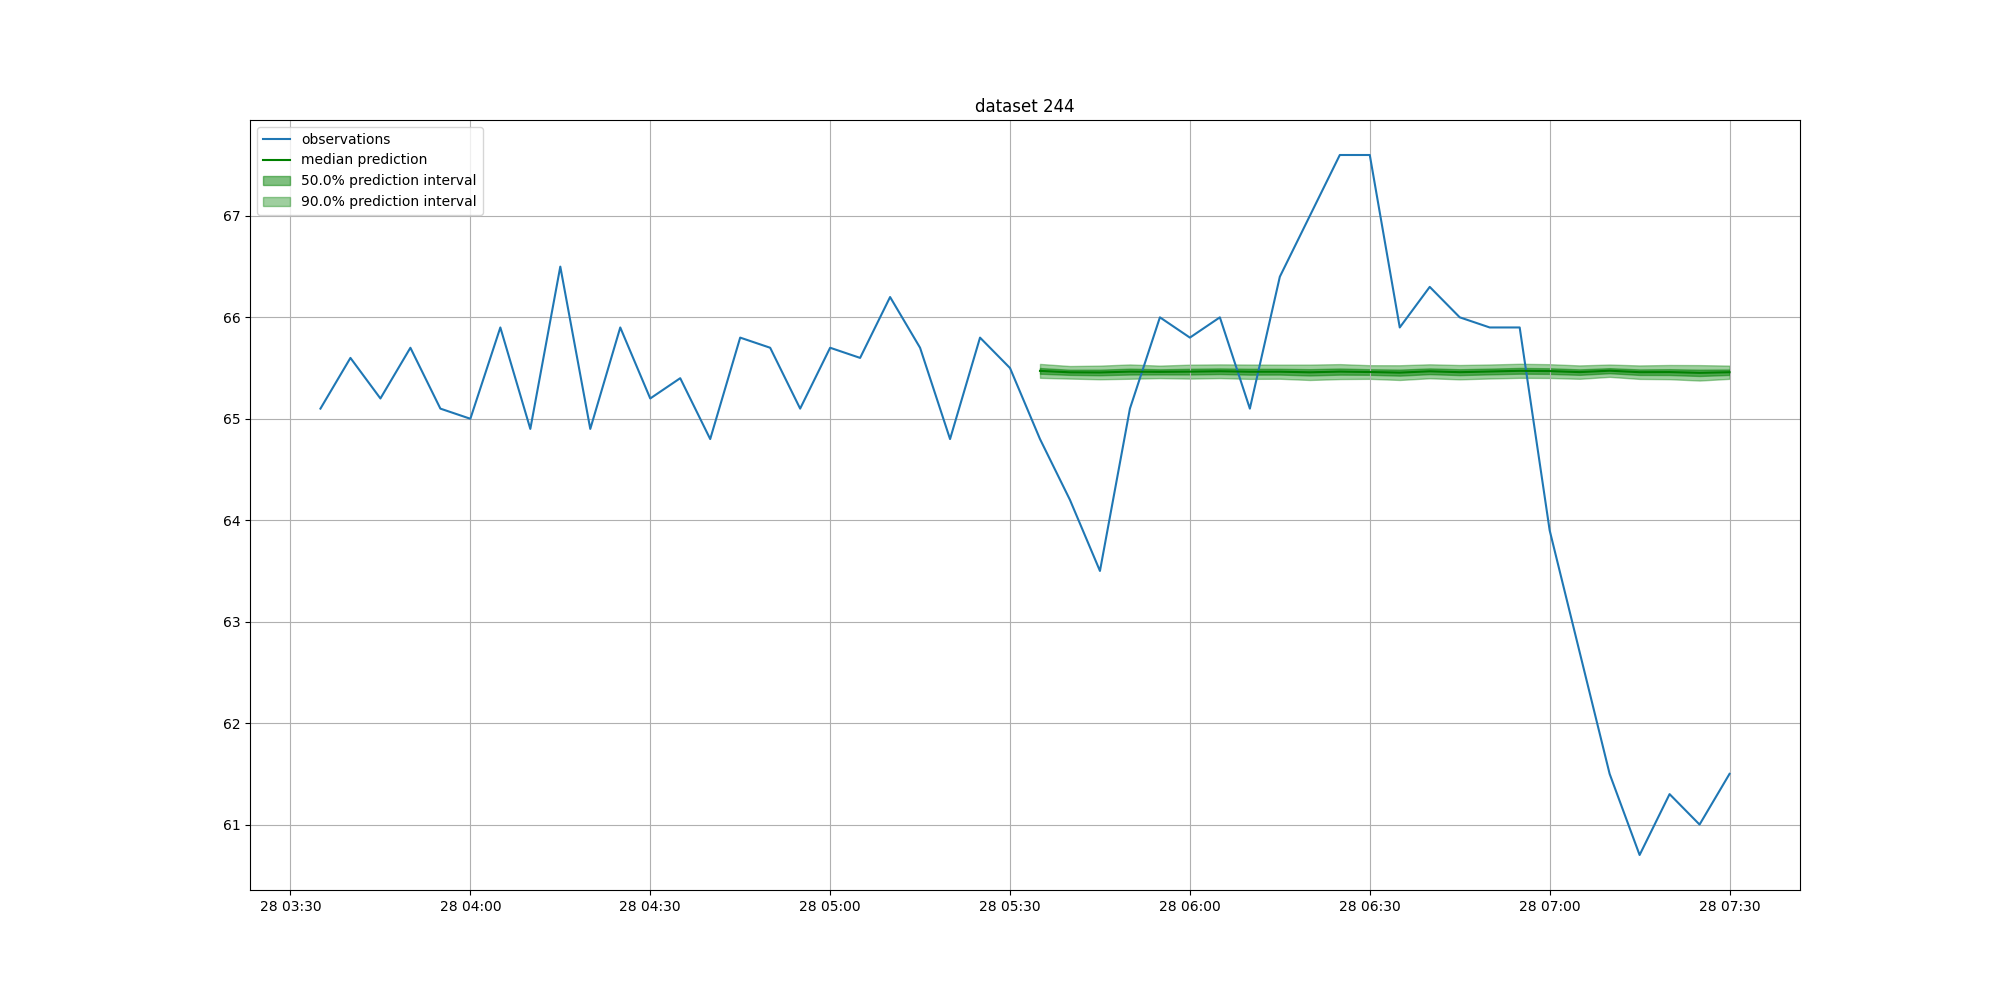 dataset 244
observations
median prediction
50.0% prediction interval
90.0% prediction interval
67
66
65
64
63
62
61
28 03:30 28 04:00 28 04:30 28 05:00 28 05:30 28 06:00 28 06:30 28 07:00 28 07:30